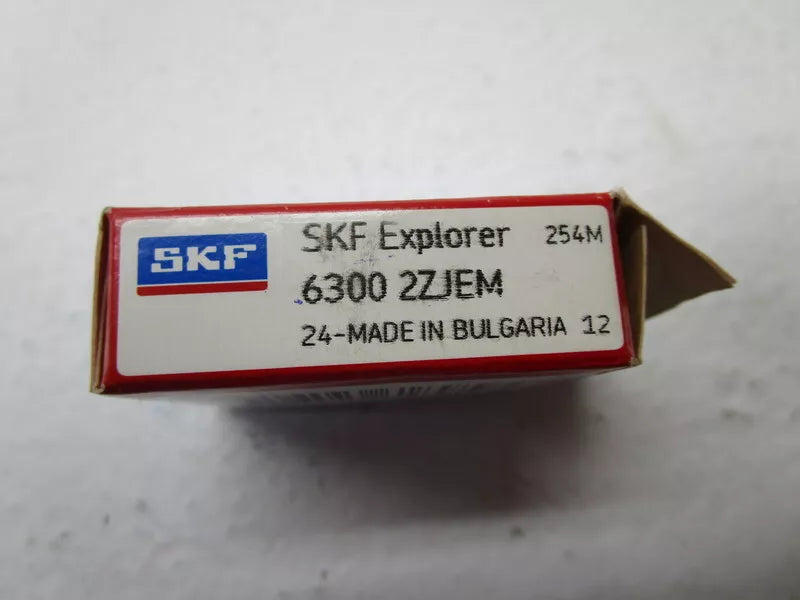 SKF
SKF Explorer 254M
6300 2ZJEM
24-MADE IN BULGARIA 12